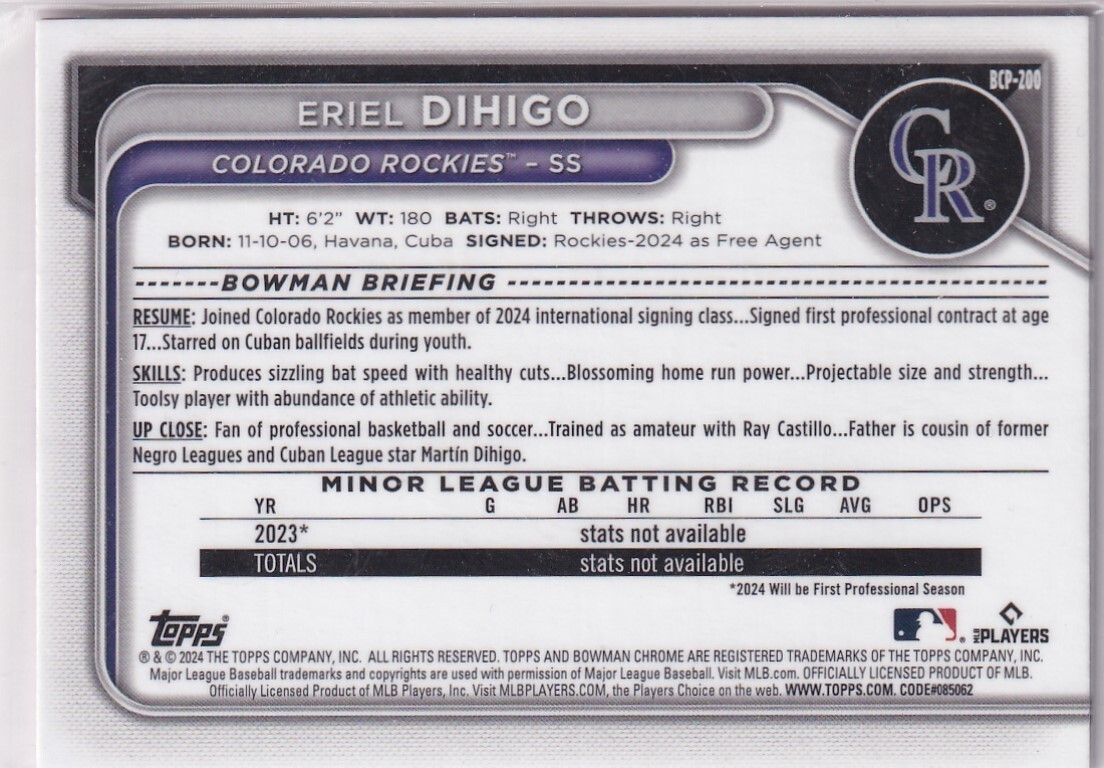 BCP-200
ERIEL DIHIGO
CR®
COLORADO ROCKIES™ – SS
HT: 6'2" WT: 180 BATS: Right THROWS: Right
BORN: 11-10-06, Havana, Cuba SIGNED: Rockies-2024 as Free Agent
-------BOWMAN BRIEFING ----------------------------------------
RESUME: Joined Colorado Rockies as member of 2024 international signing class...Signed first professional contract at age
17...Starred on Cuban ballfields during youth.
SKILLS: Produces sizzling bat speed with healthy cuts...Blossoming home run power...Projectable size and strength...
Toolsy player with abundance of athletic ability.
UP CLOSE: Fan of professional basketball and soccer...Trained as amateur with Ray Castillo...Father is cousin of former
Negro Leagues and Cuban League star Martín Dihigo.
MINOR LEAGUE BATTING RECORD
YR G AB HR RBI SLG AVG OPS
2023* stats not available
TOTALS stats not available
*2024 Will be First Professional Season
Topps® MLB PLAYERS
® & © 2024 THE TOPPS COMPANY, INC. ALL RIGHTS RESERVED. TOPPS AND BOWMAN CHROME ARE REGISTERED TRADEMARKS OF THE TOPPS COMPANY, INC.
Major League Baseball trademarks and copyrights are used with permission of Major League Baseball. Visit MLB.com. OFFICIALLY LICENSED PRODUCT OF MLB.
Officially Licensed Product of MLB Players, Inc. Visit MLBPLAYERS.COM, the Players Choice on the web. WWW.TOPPS.COM. CODE#085062